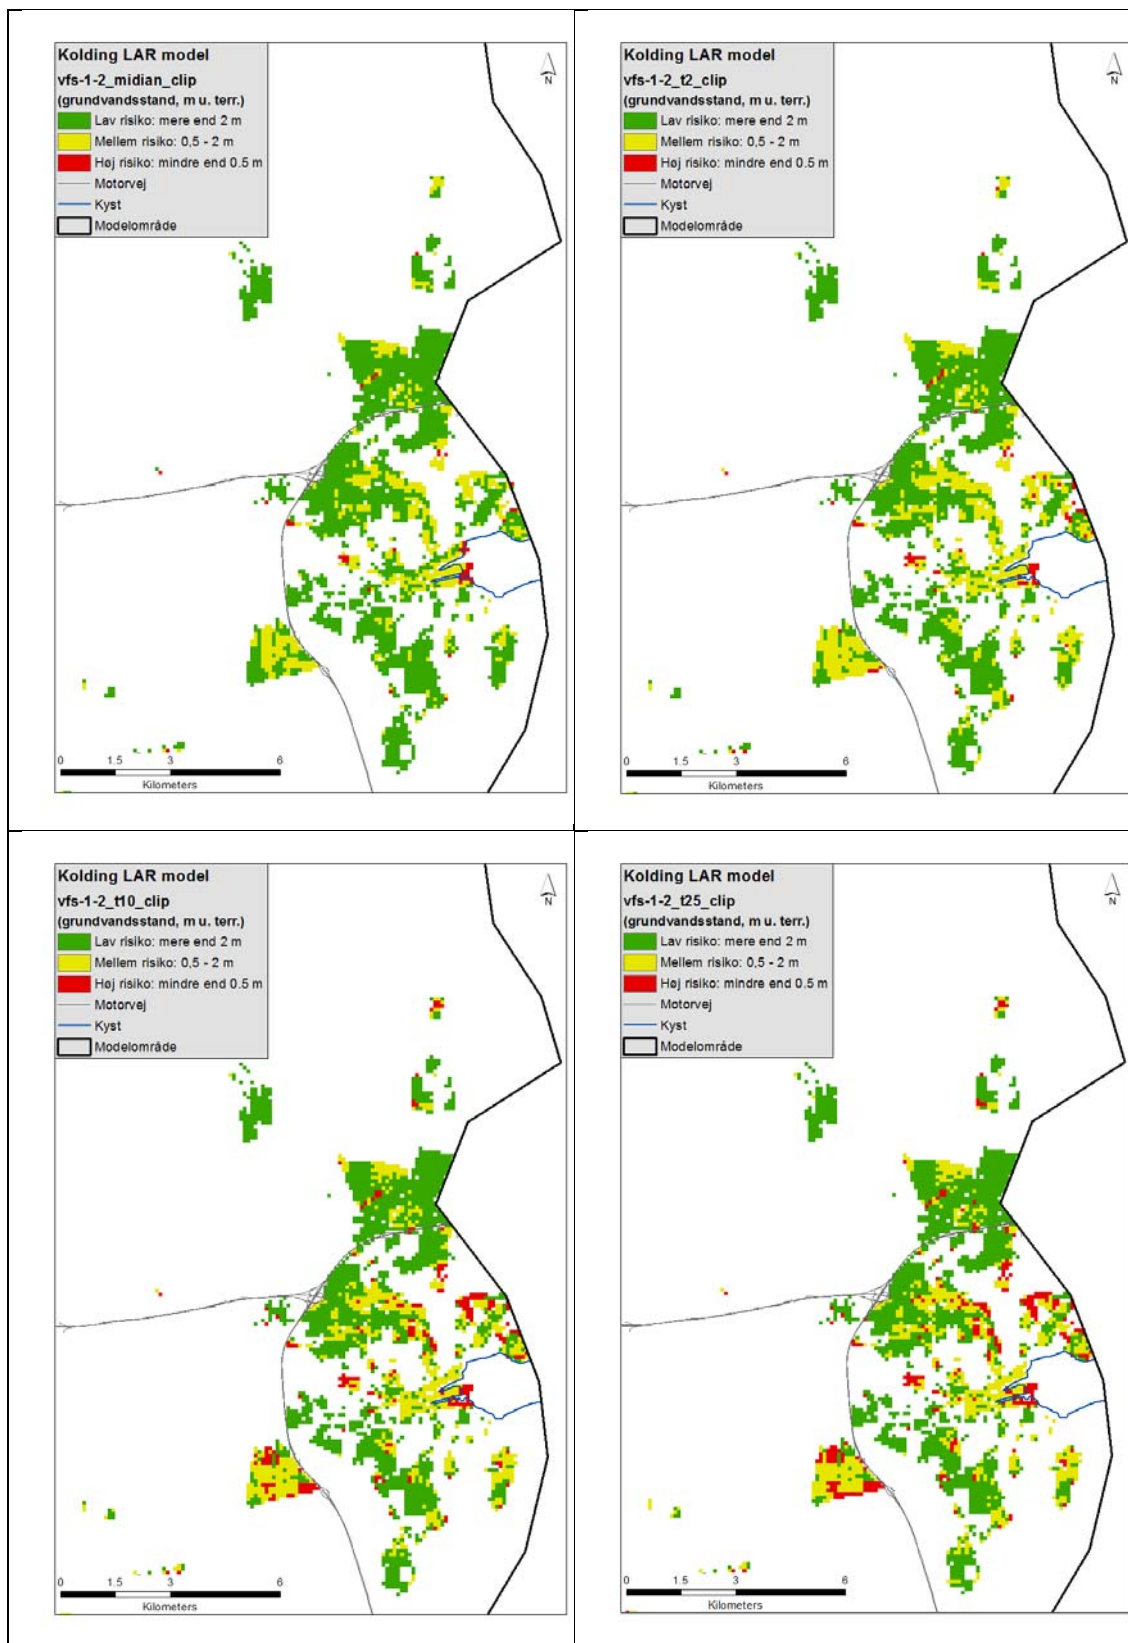 Kolding LAR model
vfs-1-2_midian_clip
(grundvandsstand, m u. terr.)
Lav risiko: mere end 2 m
Mellem risiko: 0,5 - 2 m
Høj risiko: mindre end 0.5 m
Motorvej
Kyst
Modelområde
N
0 1.5 3 6
Kilometers
Kolding LAR model
vfs-1-2_t2_clip
(grundvandsstand, m u. terr.)
Lav risiko: mere end 2 m
Mellem risiko: 0,5 - 2 m
Høj risiko: mindre end 0.5 m
Motorvej
Kyst
Modelområde
N
0 1.5 3 6
Kilometers
Kolding LAR model
vfs-1-2_t10_clip
(grundvandsstand, m u. terr.)
Lav risiko: mere end 2 m
Mellem risiko: 0,5 - 2 m
Høj risiko: mindre end 0.5 m
Motorvej
Kyst
Modelområde
N
0 1.5 3 6
Kilometers
Kolding LAR model
vfs-1-2_t25_clip
(grundvandsstand, m u. terr.)
Lav risiko: mere end 2 m
Mellem risiko: 0,5 - 2 m
Høj risiko: mindre end 0.5 m
Motorvej
Kyst
Modelområde
N
0 1.5 3 6
Kilometers